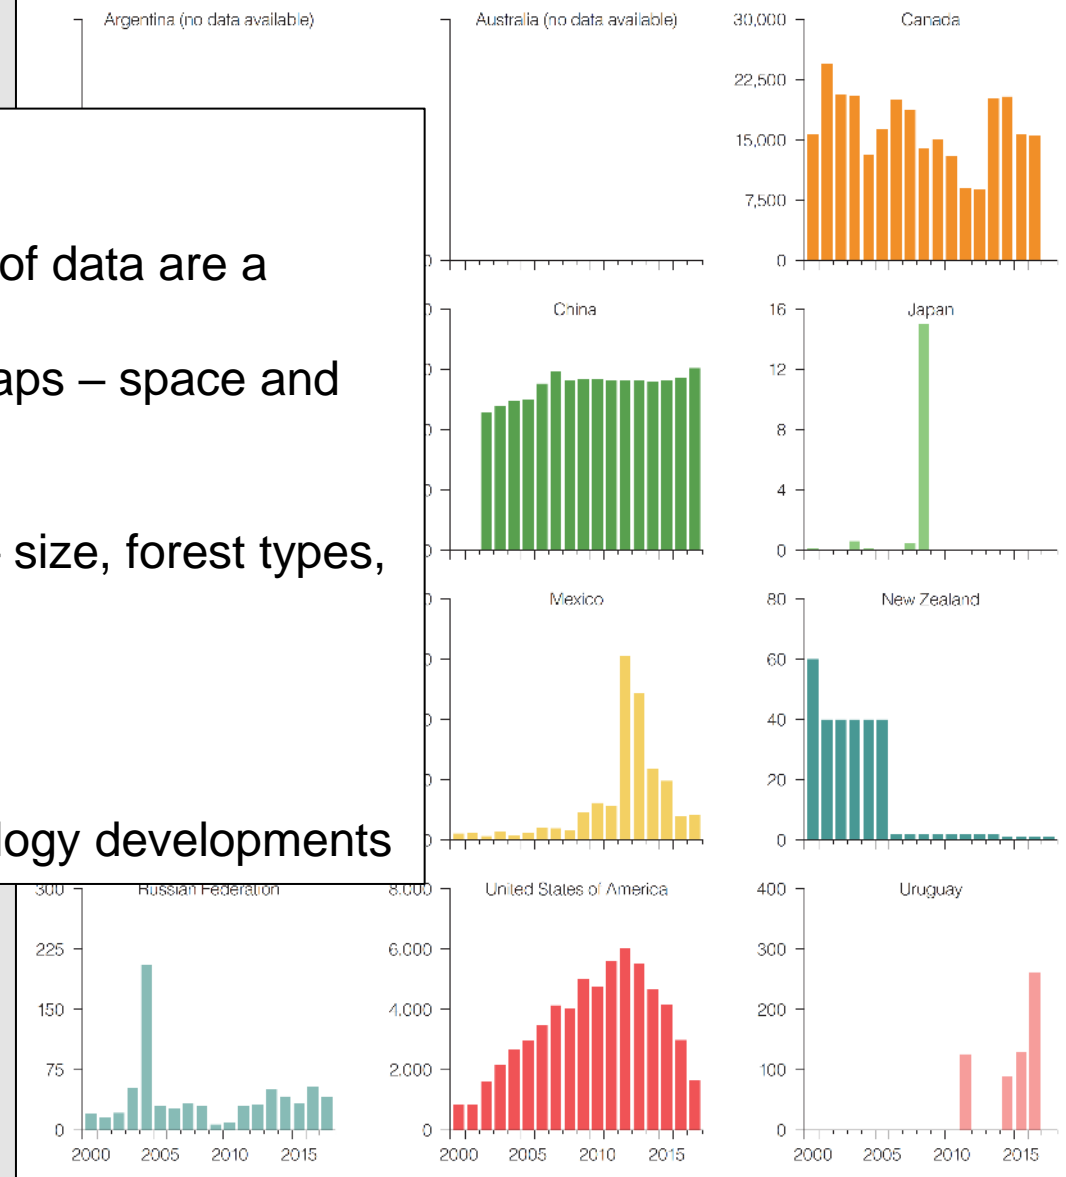 Argentina (no data available)
Australia (no data available)
30,000
Canada
22,500
15,000
7,500
0
of data are a
– space and
size, forest types,
developments
China
16
Japan
12
8
4
0
Mexico
80
New Zealand
60
40
20
0
300
Russian Federation
225
150
75
0
2000 2005 2010 2015
8.000
United States of America
6.000
4.000
2.000
0
2000 2005 2010 2015
400
Uruguay
300
200
100
0
2000 2005 2010 2015